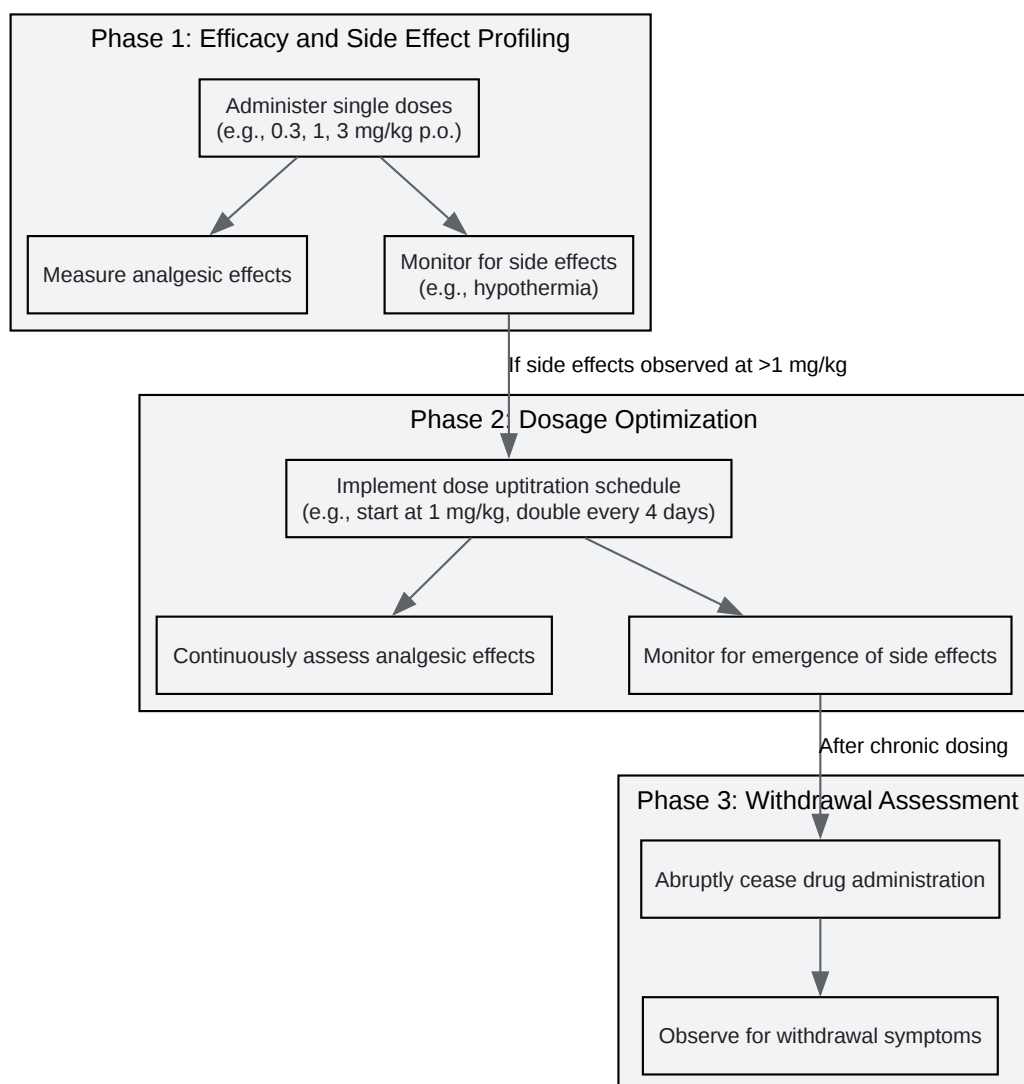 Phase 1: Efficacy and Side Effect Profiling
Administer single doses
(e.g., 0.3, 1, 3 mg/kg p.o.)
Measure analgesic effects
Monitor for side effects
(e.g., hypothermia)
If side effects observed at >1 mg/kg
Phase 2: Dosage Optimization
Implement dose uptitration schedule
(e.g., start at 1 mg/kg, double every 4 days)
Continuously assess analgesic effects
Monitor for emergence of side effects
After chronic dosing
Phase 3: Withdrawal Assessment
Abruptly cease drug administration
Observe for withdrawal symptoms